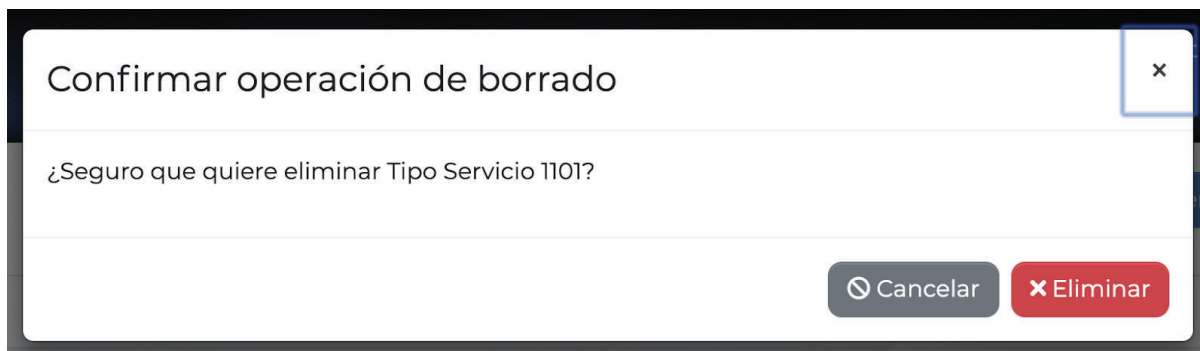 Confirmar operación de borrado
×
¿Seguro que quiere eliminar Tipo Servicio 1101?
Cancelar
Eliminar